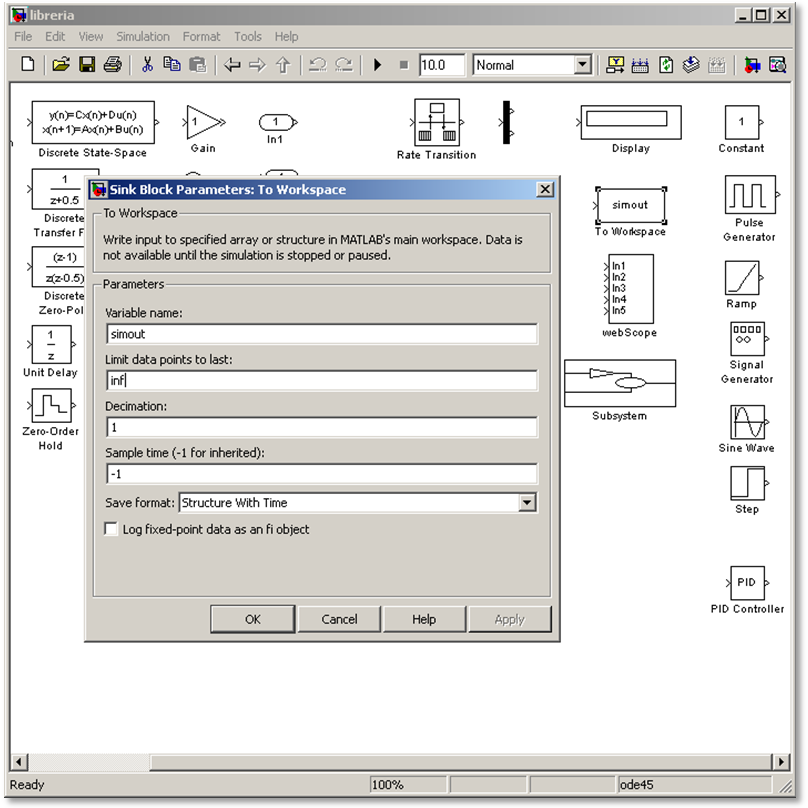 libreria
File Edit View Simulation Format Tools Help
10.0 Normal
y(n)=Cx(n)+Du(n)
x(n+1)=Ax(n)+Bu(n)
Discrete State-Space
1
Gain
1
In1
Rate Transition
Display
1
Constant
1
z+0.5
Discrete
Transfer F
(z-1)
z(z-0.5)
Discrete
Zero-Pol
1
z
Unit Delay
Zero-Order
Hold
Sink Block Parameters: To Workspace
To Workspace
Write input to specified array or structure in MATLAB's main workspace. Data is
not available until the simulation is stopped or paused.
Parameters
Variable name:
simout
Limit data points to last:
inf
Decimation:
1
Sample time (-1 for inherited):
-1
Save format: Structure With Time
Log fixed-point data as an fi object
OK Cancel Help Apply
simout
To Workspace
In1
In2
In3
In4
In5
webScope
Subsystem
Pulse
Generator
Ramp
Signal
Generator
Sine Wave
Step
PID
PID Controller
Ready 100% ode45